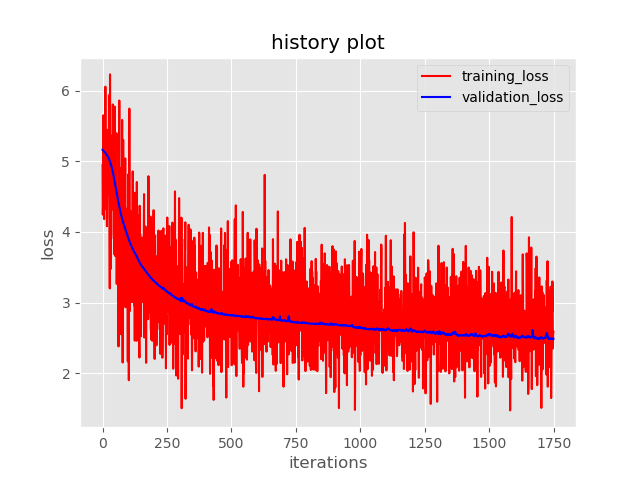 history plot
training_loss
validation_loss
loss
6
5
4
3
2
0 250 500 750 1000 1250 1500 1750
iterations